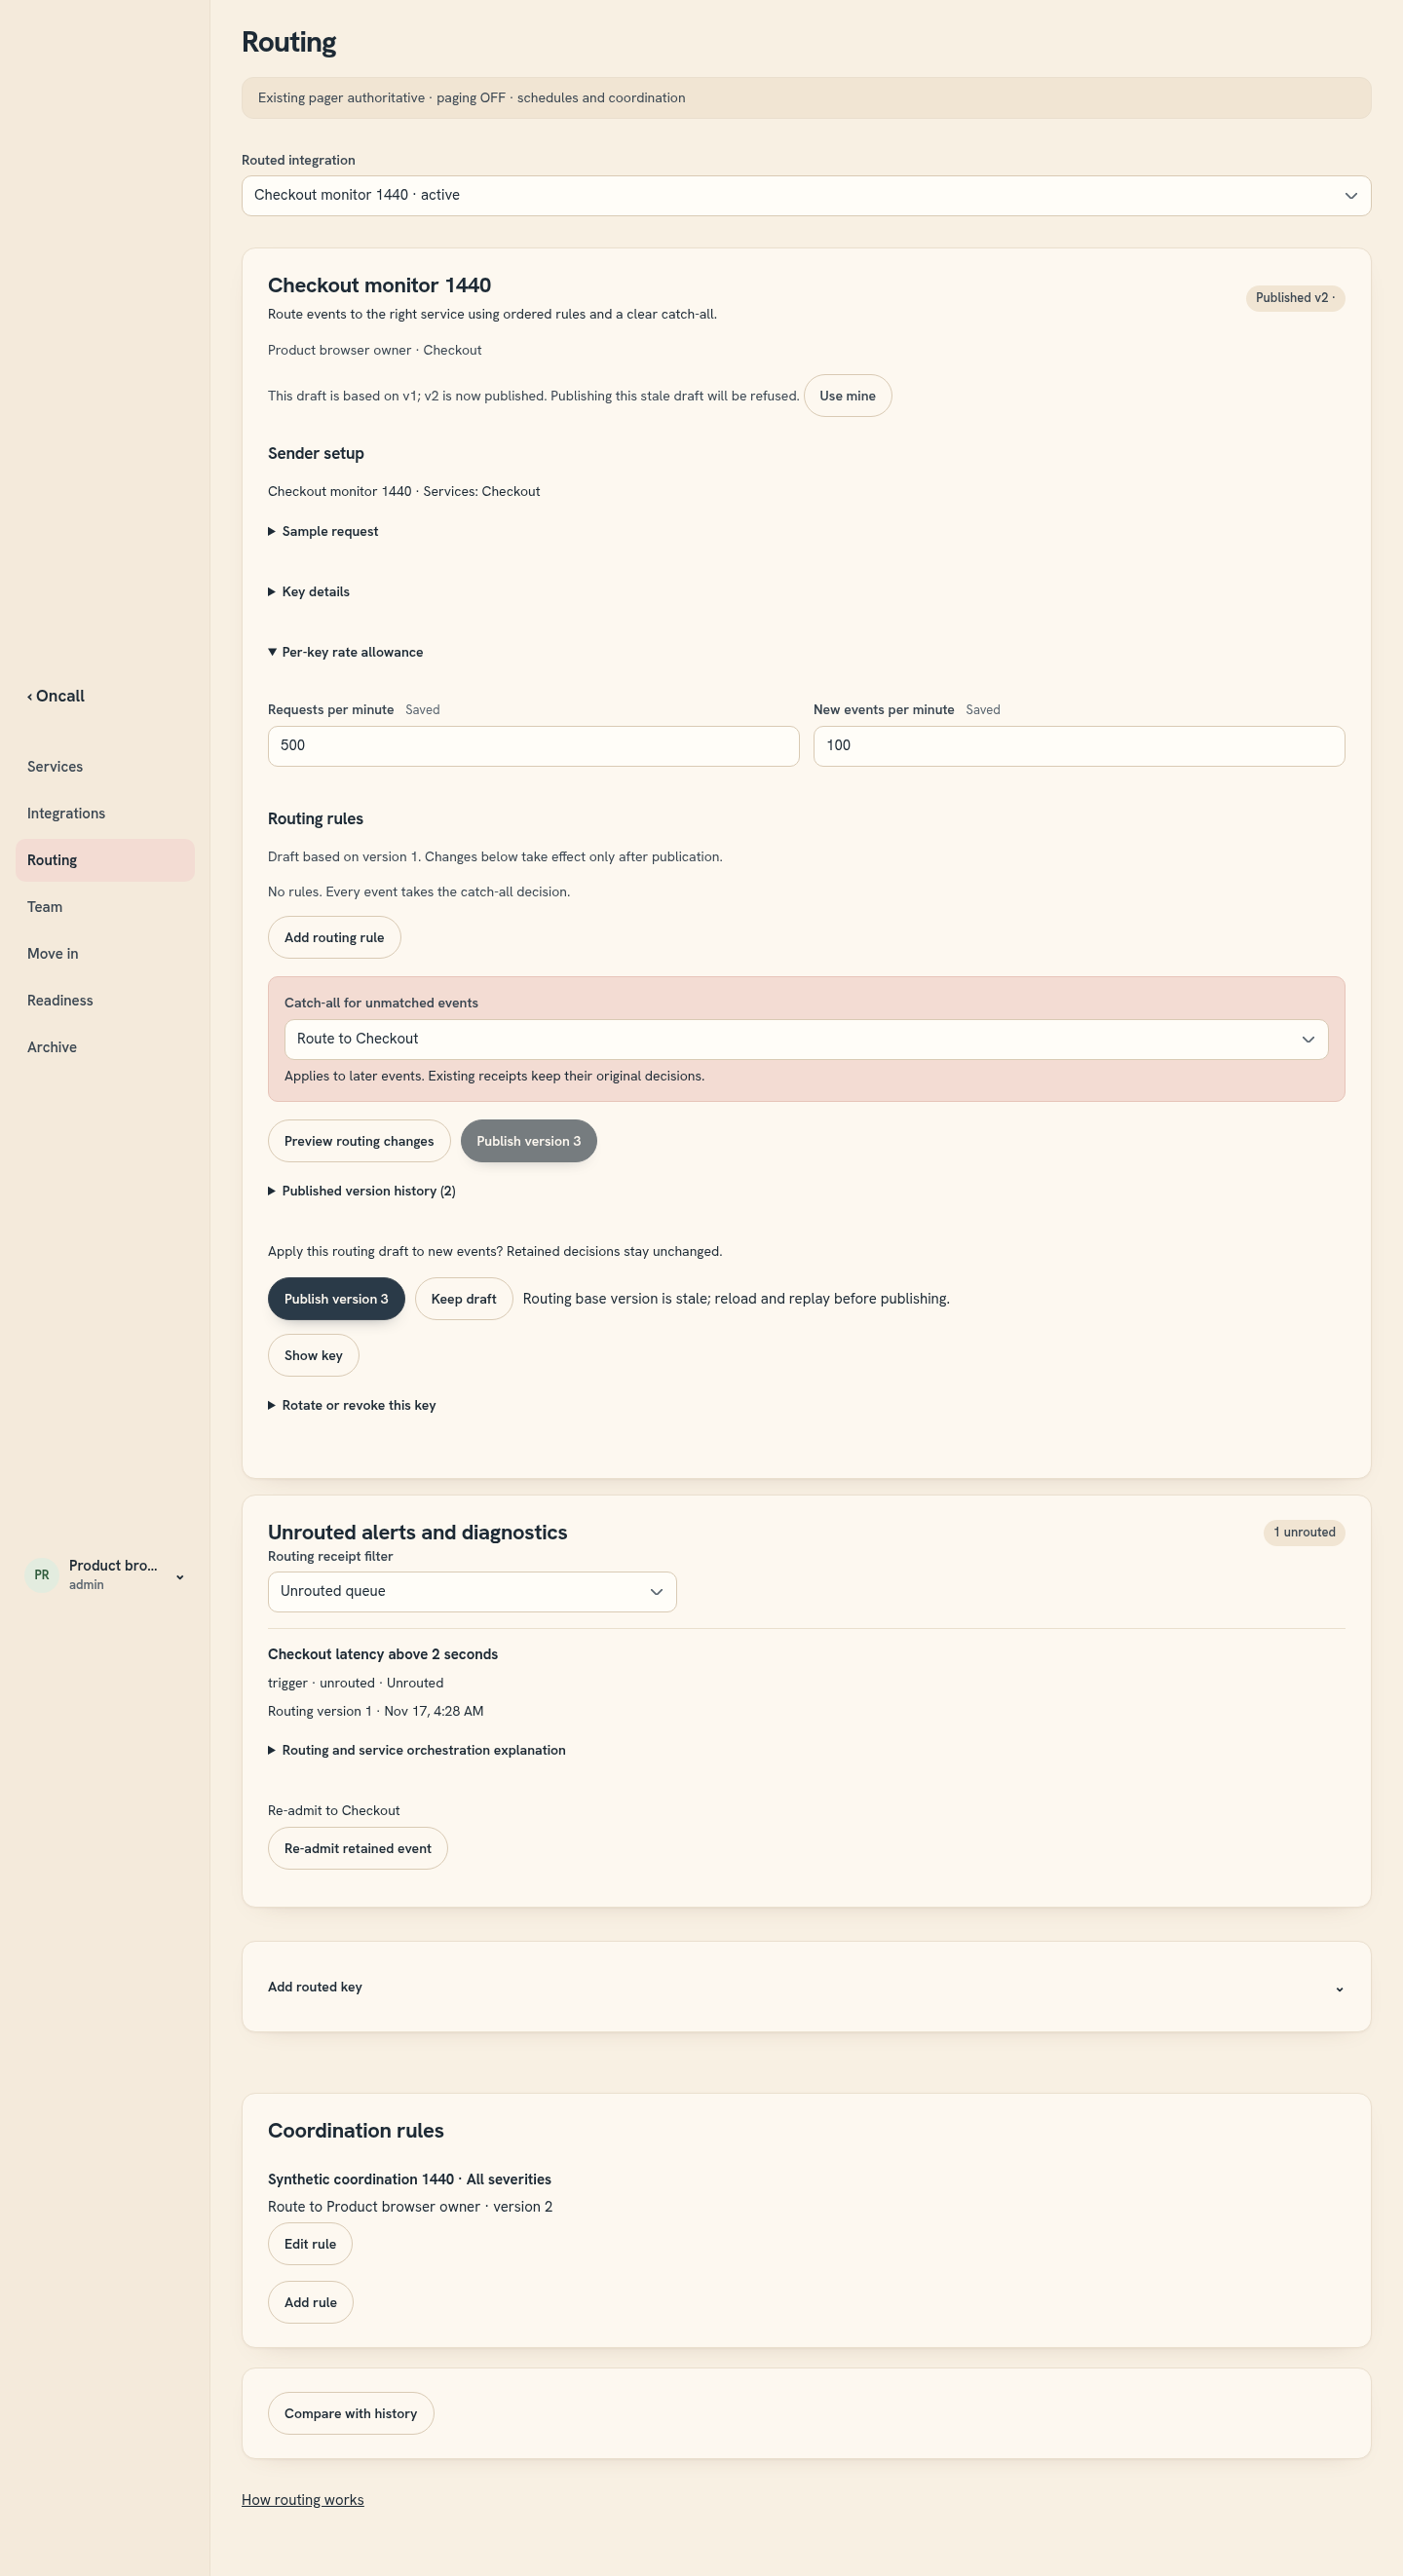 ‹ Oncall
Services
Integrations
Routing
Team
Move in
Readiness
Archive
PR
Product bro...
admin
Routing
Existing pager authoritative · paging OFF · schedules and coordination
Routed integration
Checkout monitor 1440 · active
Checkout monitor 1440
Published v2 ·
Route events to the right service using ordered rules and a clear catch-all.
Product browser owner · Checkout
This draft is based on v1; v2 is now published. Publishing this stale draft will be refused. Use mine
Sender setup
Checkout monitor 1440 · Services: Checkout
Sample request
Key details
Per-key rate allowance
Requests per minute Saved
500
New events per minute Saved
100
Routing rules
Draft based on version 1. Changes below take effect only after publication.
No rules. Every event takes the catch-all decision.
Add routing rule
Catch-all for unmatched events
Route to Checkout
Applies to later events. Existing receipts keep their original decisions.
Preview routing changes Publish version 3
Published version history (2)
Apply this routing draft to new events? Retained decisions stay unchanged.
Publish version 3 Keep draft Routing base version is stale; reload and replay before publishing.
Show key
Rotate or revoke this key
Unrouted alerts and diagnostics
1 unrouted
Routing receipt filter
Unrouted queue
Checkout latency above 2 seconds
trigger · unrouted · Unrouted
Routing version 1 · Nov 17, 4:28 AM
Routing and service orchestration explanation
Re-admit to Checkout
Re-admit retained event
Add routed key
Coordination rules
Synthetic coordination 1440 · All severities
Route to Product browser owner · version 2
Edit rule
Add rule
Compare with history
How routing works